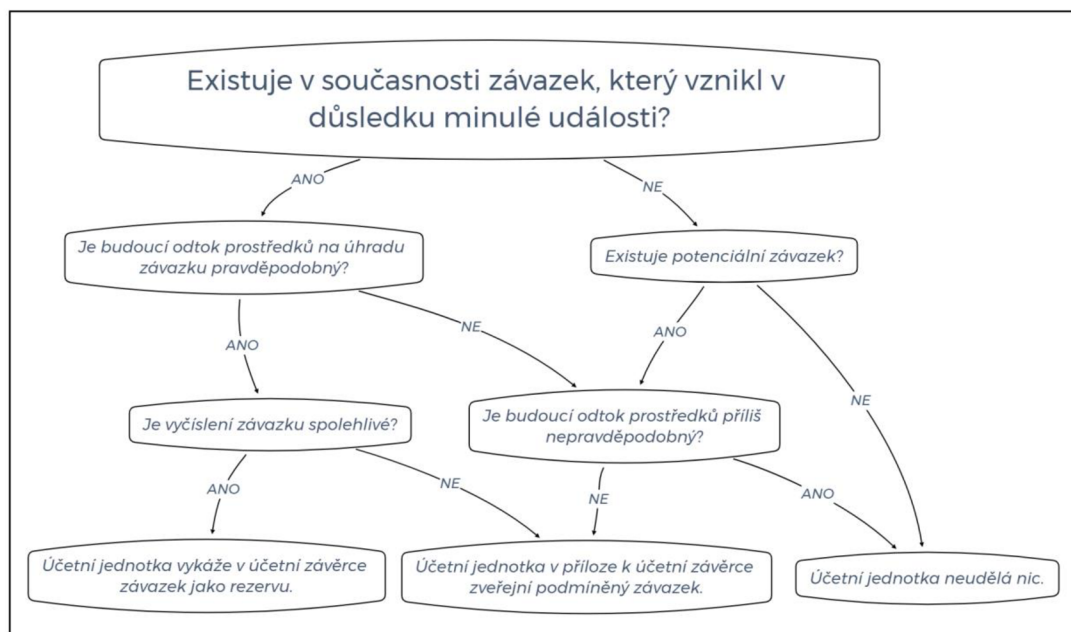 Existuje v současnosti závazek, který vznikl v
důsledku minulé události?
ANO
NE
Je budoucí odtok prostředků na úhradu
závazku pravděpodobný?
Existuje potenciální závazek?
ANO
NE
ANO
NE
Je vyčíslení závazku spolehlivé?
Je budoucí odtok prostředků příliš
nepravděpodobný?
ANO
NE
NE
ANO
Účetní jednotka vykáže v účetní závěrce
závazek jako rezervu.
Účetní jednotka v příloze k účetní závěrce
zveřejní podmíněný závazek.
Účetní jednotka neudělá nic.